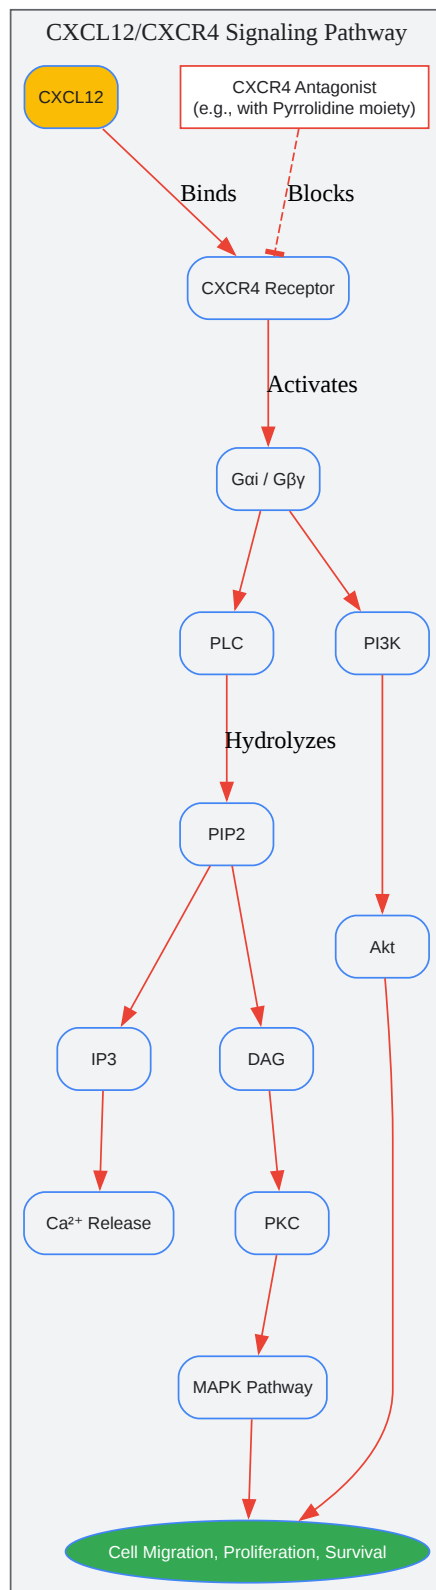 CXCL12/CXCR4 Signaling Pathway
CXCL12
CXCR4 Antagonist
(e.g., with Pyrrolidine moiety)
Binds
Blocks
CXCR4 Receptor
Activates
Gαi / Gβγ
PLC
PI3K
Hydrolyzes
PIP2
Akt
IP3
DAG
Ca²⁺ Release
PKC
MAPK Pathway
Cell Migration, Proliferation, Survival